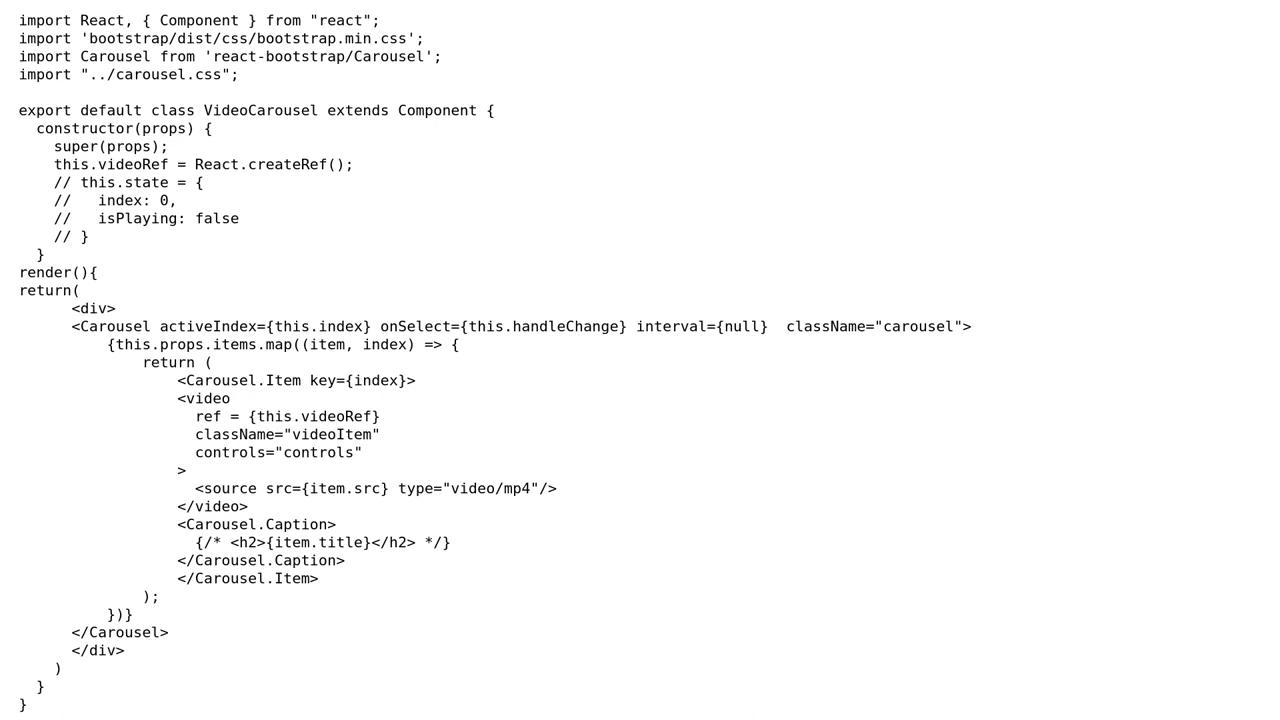 import React, { Component } from "react";
import 'bootstrap/dist/css/bootstrap.min.css';
import Carousel from 'react-bootstrap/Carousel';
import "../carousel.css";

export default class VideoCarousel extends Component {
  constructor(props) {
    super(props);
    this.videoRef = React.createRef();
    // this.state = {
    //   index: 0,
    //   isPlaying: false
    // }
  }
render(){
return(
      <div>
      <Carousel activeIndex={this.index} onSelect={this.handleChange} interval={null}  className="carousel">
          {this.props.items.map((item, index) => {
              return (
                  <Carousel.Item key={index}>
                  <video
                    ref = {this.videoRef}
                    className="videoItem"
                    controls="controls"
                  >
                    <source src={item.src} type="video/mp4"/>
                  </video>
                  <Carousel.Caption>
                    {/* <h2>{item.title}</h2> */}
                  </Carousel.Caption>
                  </Carousel.Item>
              );
          })}
      </Carousel>
      </div>
    )
  }
}